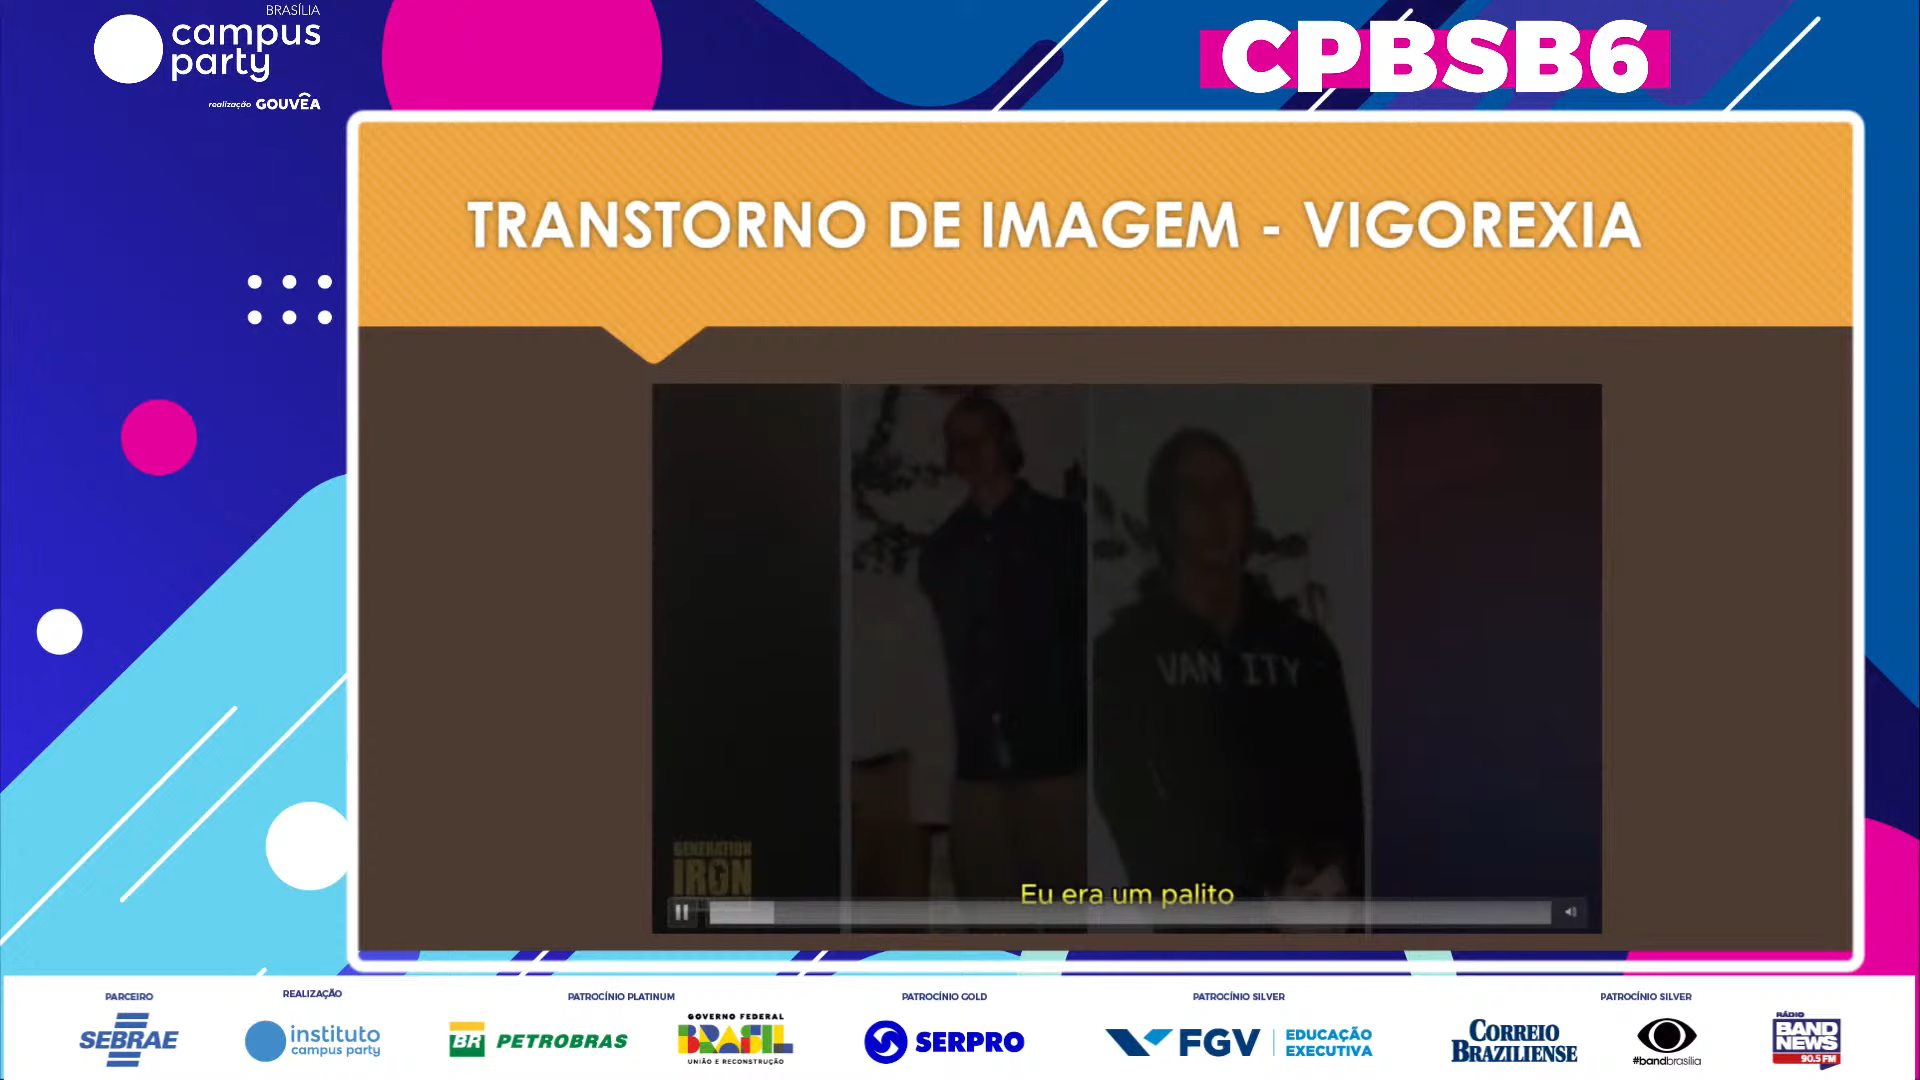 BRASÍLIA
campus
party
realização GOUVÊA
CPBSB6
TRANSTORNO DE IMAGEM - VIGOREXIA
VAN ITY
GENERATION
IRON
Eu era um palito
PARCEIRO
SEBRAE
REALIZAÇÃO
instituto
campus party
PATROCÍNIO PLATINUM
BR PETROBRAS
GOVERNO FEDERAL
BRASIL
UNIÃO E RECONSTRUÇÃO
PATROCÍNIO GOLD
SERPRO
PATROCÍNIO SILVER
FGV EDUCAÇÃO
EXECUTIVA
PATROCÍNIO SILVER
CORREIO
BRAZILIENSE
#bandbrasília
RÁDIO
BAND
NEWS
90.5 FM